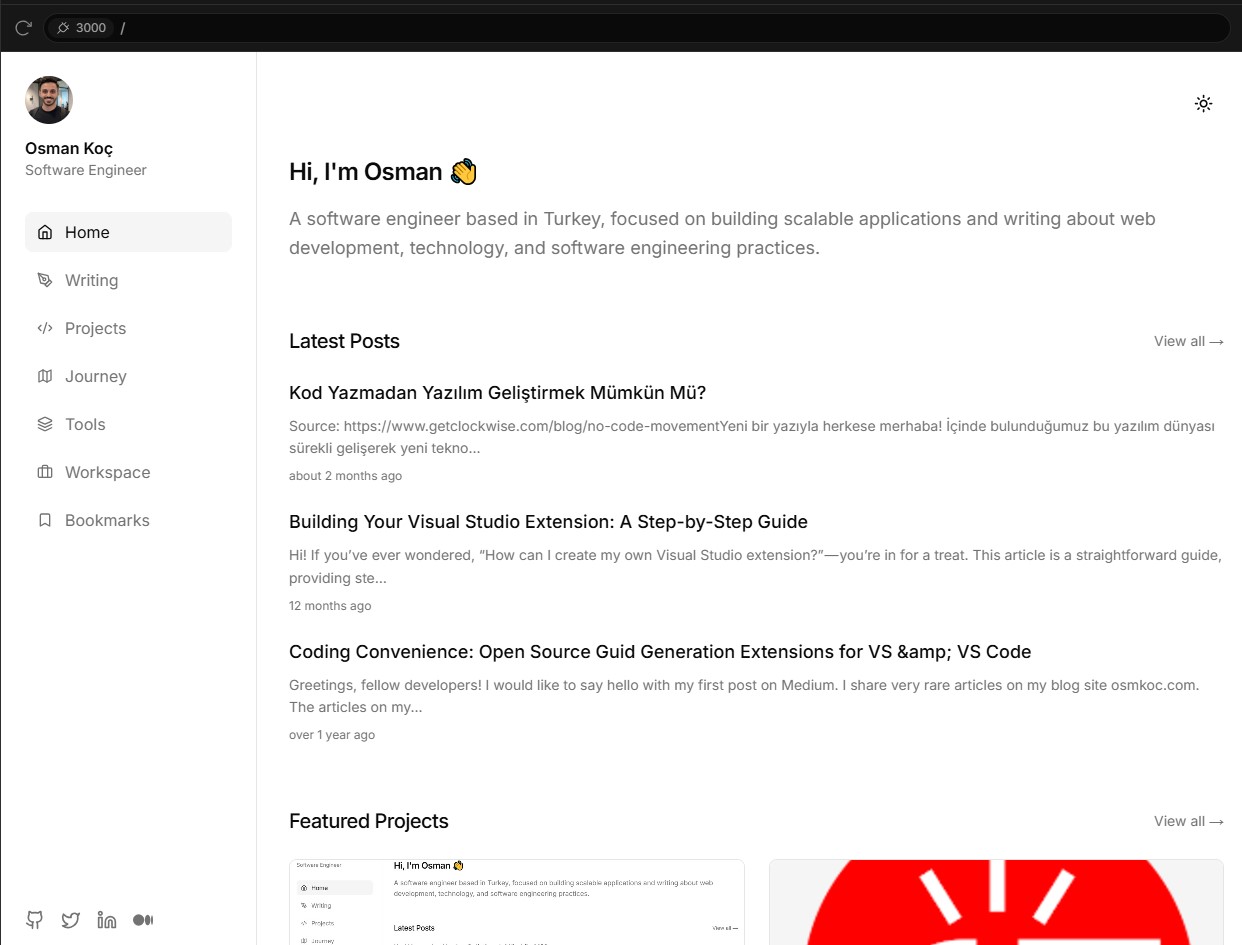 3000 /
Osman Koç
Software Engineer
Home
Writing
Projects
Journey
Tools
Workspace
Bookmarks
Hi, I'm Osman 👋
A software engineer based in Turkey, focused on building scalable applications and writing about web
development, technology, and software engineering practices.
Latest Posts
View all →
Kod Yazmadan Yazılım Geliştirmek Mümkün Mü?
Source: https://www.getclockwise.com/blog/no-code-movementYeni bir yazıyla herkese merhaba! İçinde bulunduğumuz bu yazılım dünyası
sürekli gelişerek yeni tekno...
about 2 months ago
Building Your Visual Studio Extension: A Step-by-Step Guide
Hi! If you’ve ever wondered, “How can I create my own Visual Studio extension?”—you’re in for a treat. This article is a straightforward guide,
providing ste...
12 months ago
Coding Convenience: Open Source Guid Generation Extensions for VS &amp; VS Code
Greetings, fellow developers! I would like to say hello with my first post on Medium. I share very rare articles on my blog site osmkoc.com.
The articles on my...
over 1 year ago
Featured Projects
View all →
Software Engineer
Home
Writing
Projects
Journey
Hi, I'm Osman 👋
A software engineer based in Turkey, focused on building scalable applications and writing about web
development, technology, and software engineering practices.
Latest Posts
View all →